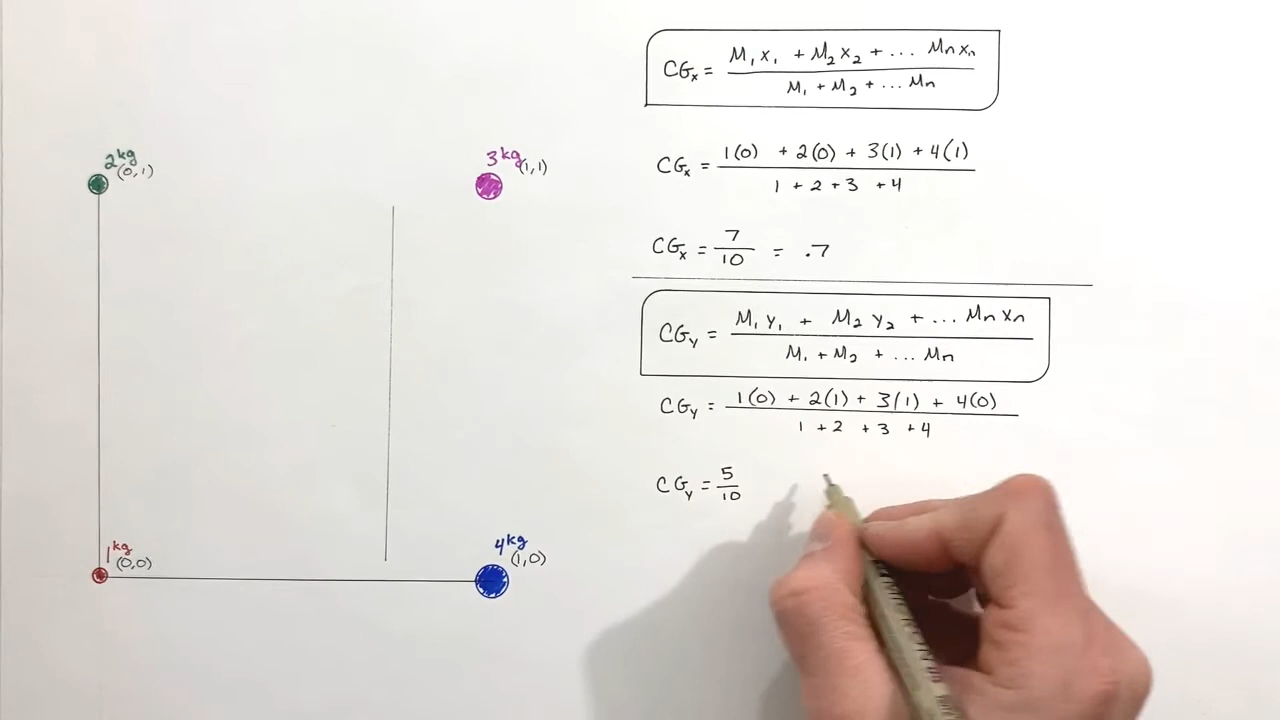 2kg
(0,1)
3kg
(1,1)
1kg
(0,0)
4kg
(1,0)
CGx = M1x1 + M2x2 + ... Mnxn / M1 + M2 + ... Mn
CGx = 1(0) + 2(0) + 3(1) + 4(1) / 1 + 2 + 3 + 4
CGx = 7/10 = .7
CGy = M1y1 + M2y2 + ... Mnxn / M1 + M2 + ... Mn
CGy = 1(0) + 2(1) + 3(1) + 4(0) / 1 + 2 + 3 + 4
CGy = 5/10